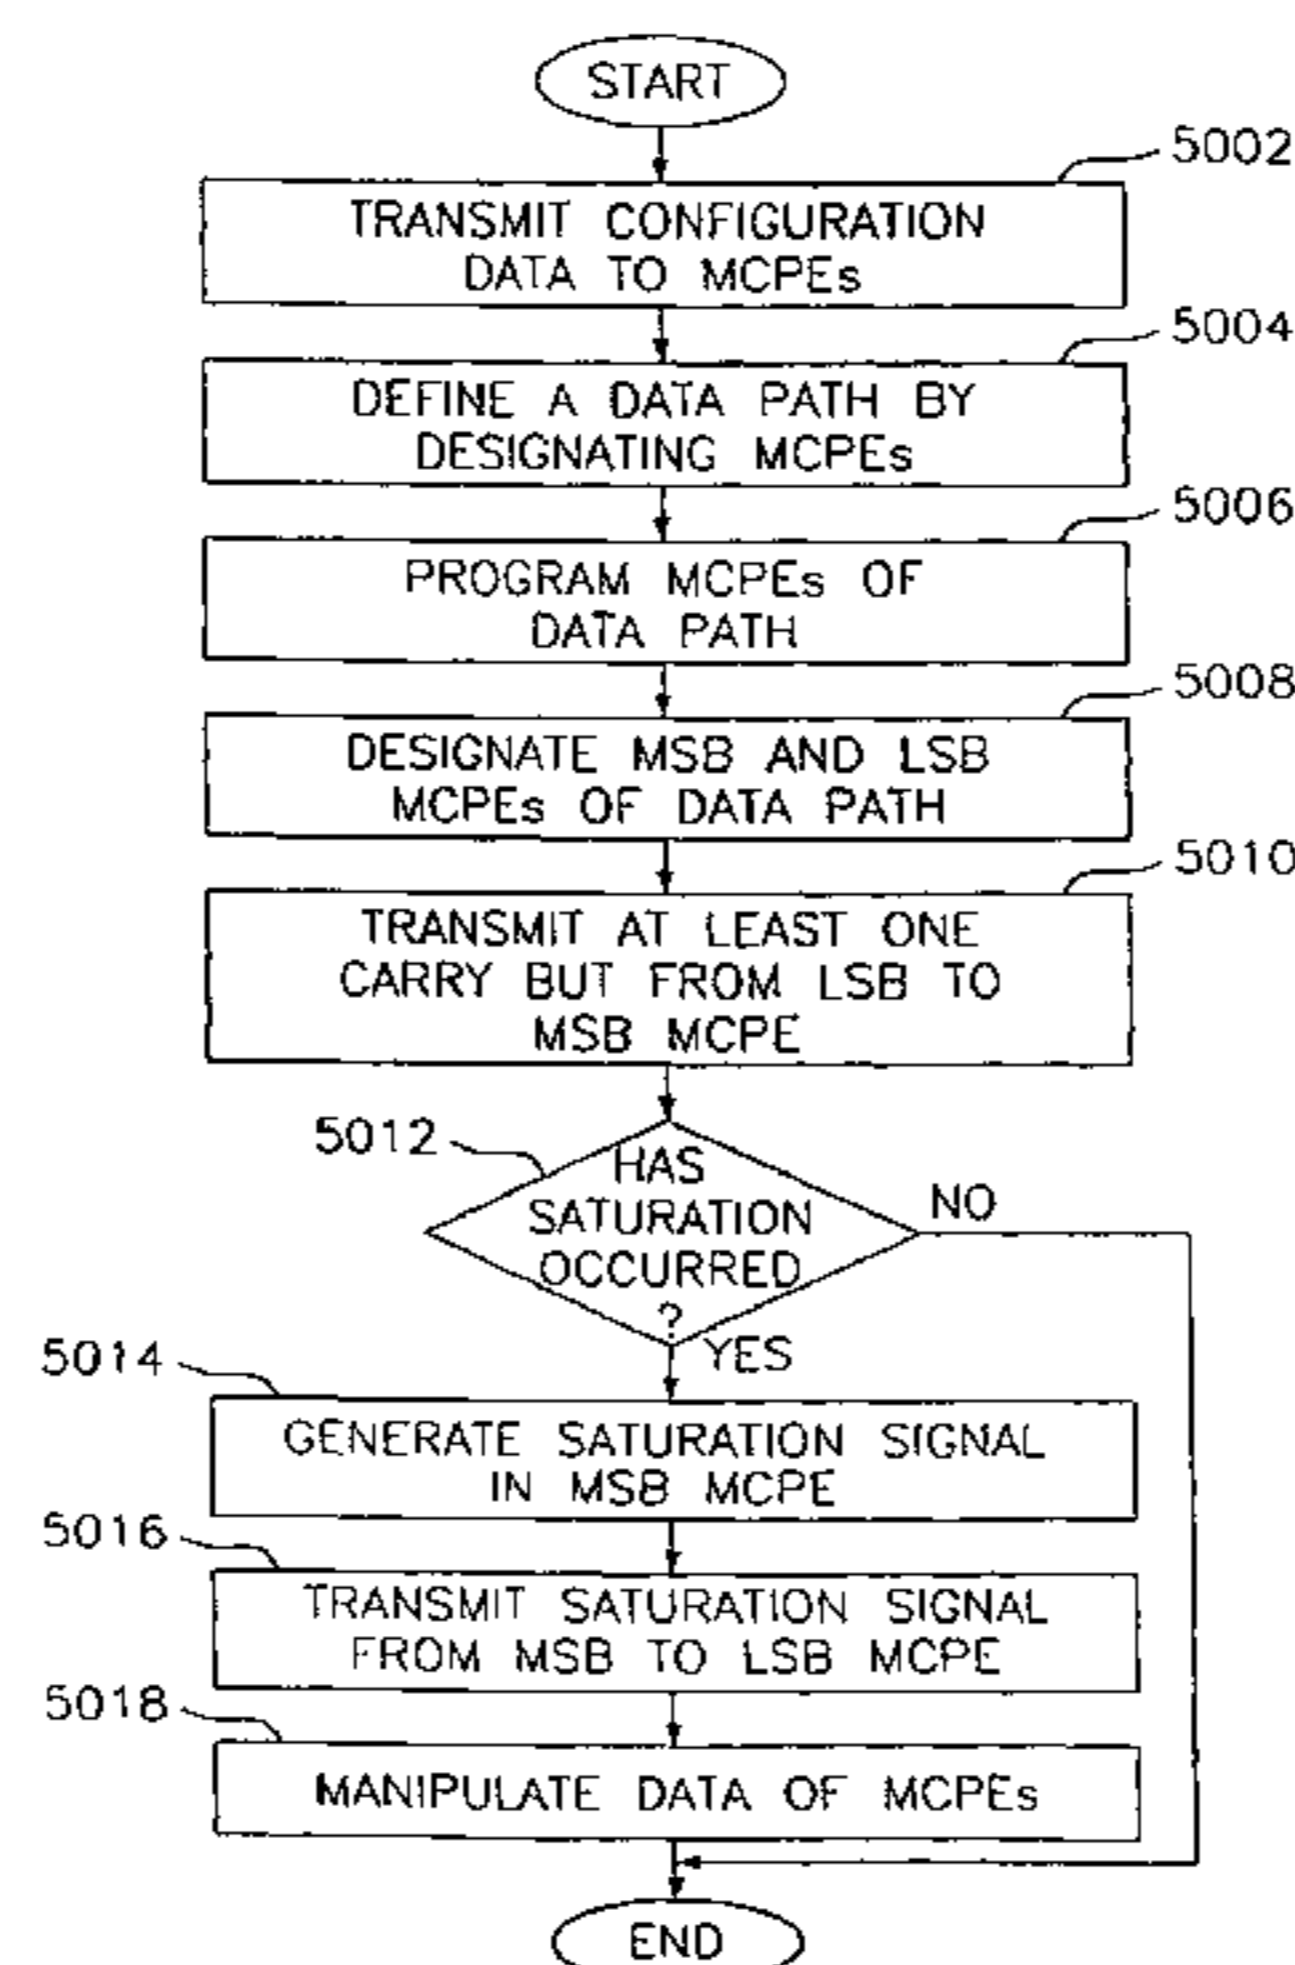 START
5002
TRANSMIT CONFIGURATION
DATA TO MCPEs
5004
DEFINE A DATA PATH BY
DESIGNATING MCPEs
5006
PROGRAM MCPEs OF
DATA PATH
5008
DESIGNATE MSB AND LSB
MCPEs OF DATA PATH
5010
TRANSMIT AT LEAST ONE
CARRY BUT FROM LSB TO
MSB MCPE
5012
HAS
SATURATION
OCCURRED
?
NO
YES
5014
GENERATE SATURATION SIGNAL
IN MSB MCPE
5016
TRANSMIT SATURATION SIGNAL
FROM MSB TO LSB MCPE
5018
MANIPULATE DATA OF MCPEs
END